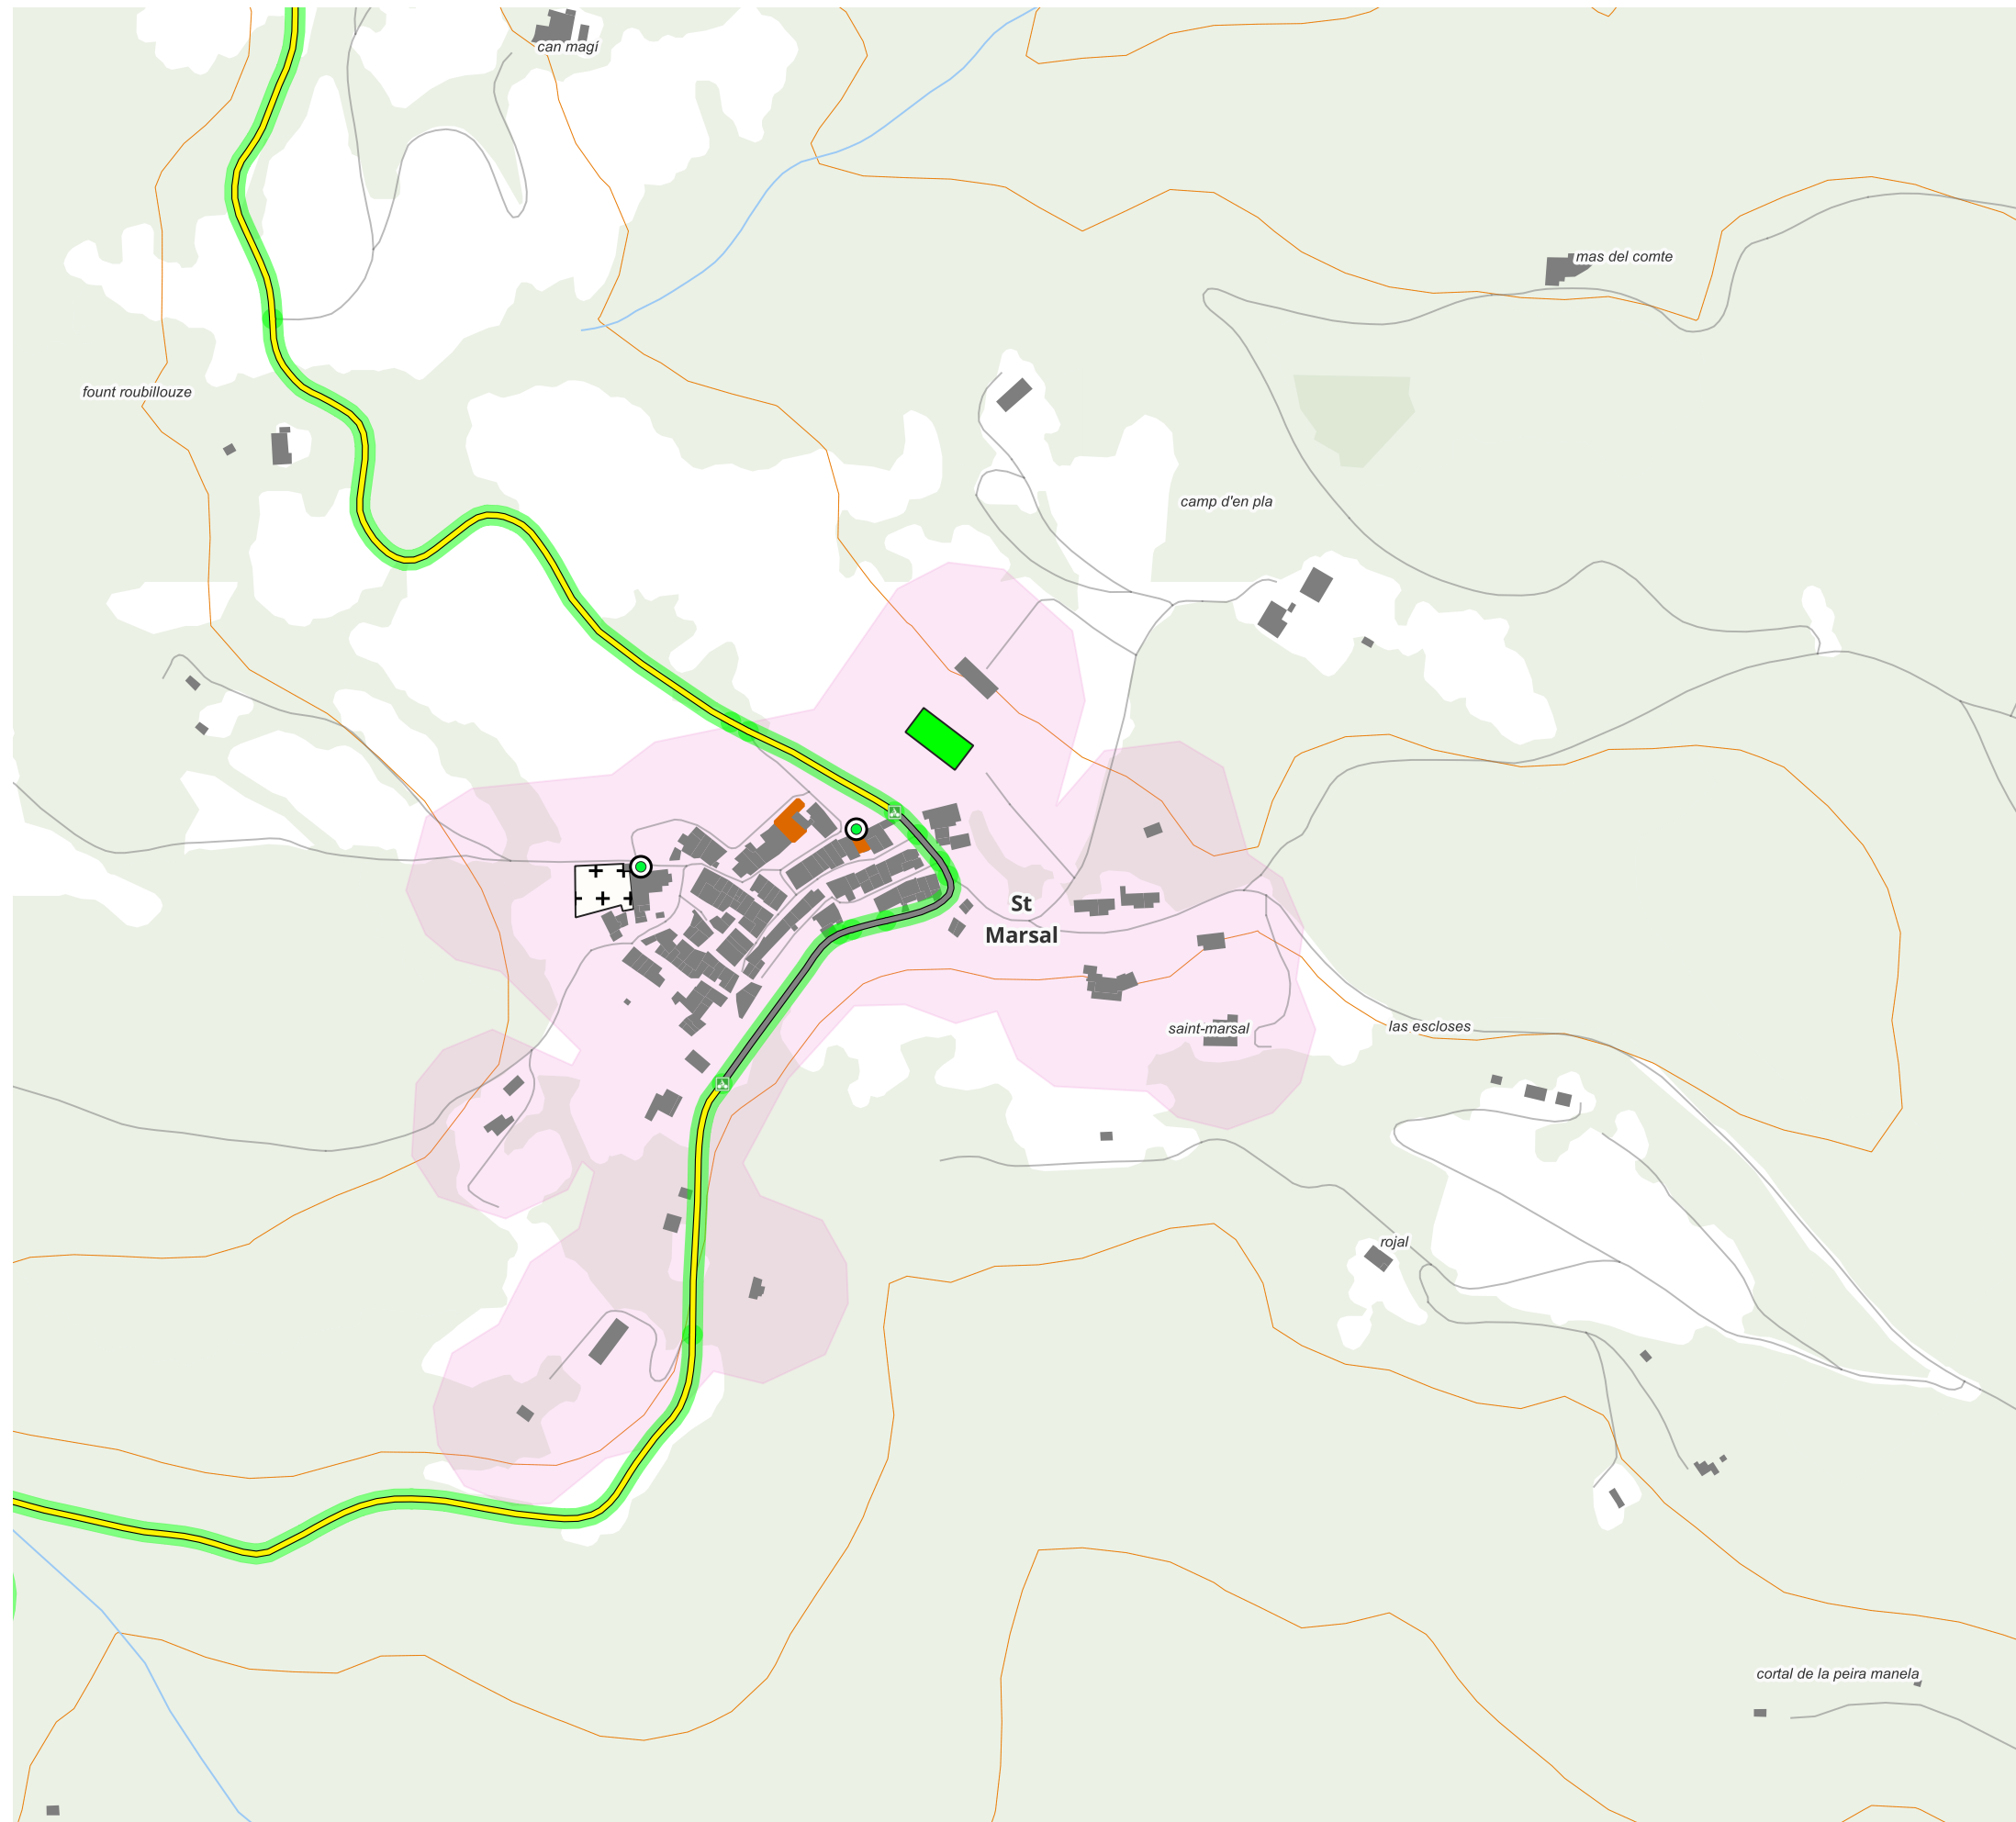 can magí
mas del comte
fount roubillouze
camp d'en pla
St
Marsal
saint-marsal
las escloses
rojal
cortal de la peira manela